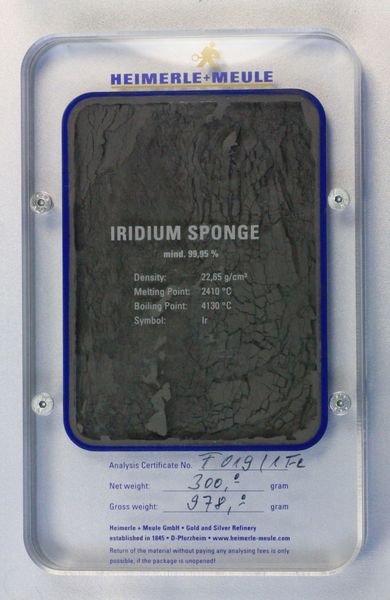 HEIMERLE+MEULE
IRIDIUM SPONGE
mind. 99,95 %
Density: 22,65 g/cm³
Melting Point: 2410 °C
Boiling Point: 4130 °C
Symbol: Ir
Analysis Certificate No. F 019/1
Net weight: 300,- gram
Gross weight: 978,- gram
Heimerle + Meule GmbH • Gold and Silver Refinery
established in 1845 • D-Pforzheim • www.heimerle-meule.com
Return of the material without paying any analysing fees is only
possible, if the package is unopened!